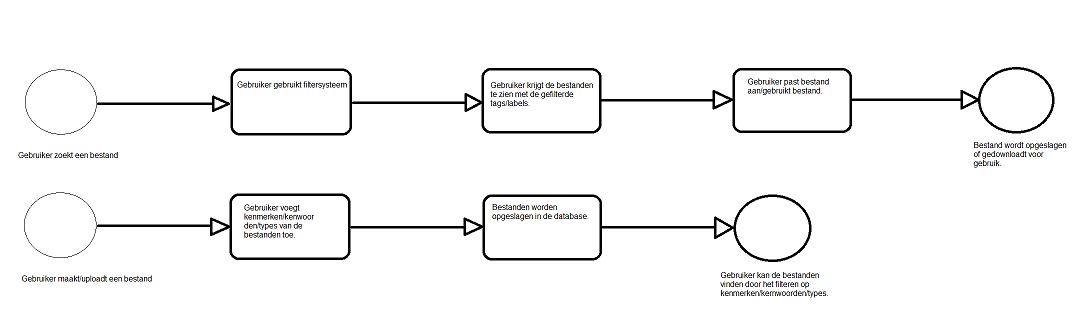 Gebruiker gebruikt filtersysteem
Gebruiker krijgt de bestanden
te zien met de gefilterde
tags/labels.
Gebruiker past bestand
aan/gebruikt bestand.
Gebruiker zoekt een bestand
Bestand wordt opgeslagen
of gedownloadt voor
gebruik.
Gebruiker voegt
kenmerken/kenwoor
den/types van de
bestanden toe.
Bestanden worden
opgeslagen in de database.
Gebruiker maakt/uploadt een bestand
Gebruiker kan de bestanden
vinden door het filteren op
kenmerken/kernwoorden/types.